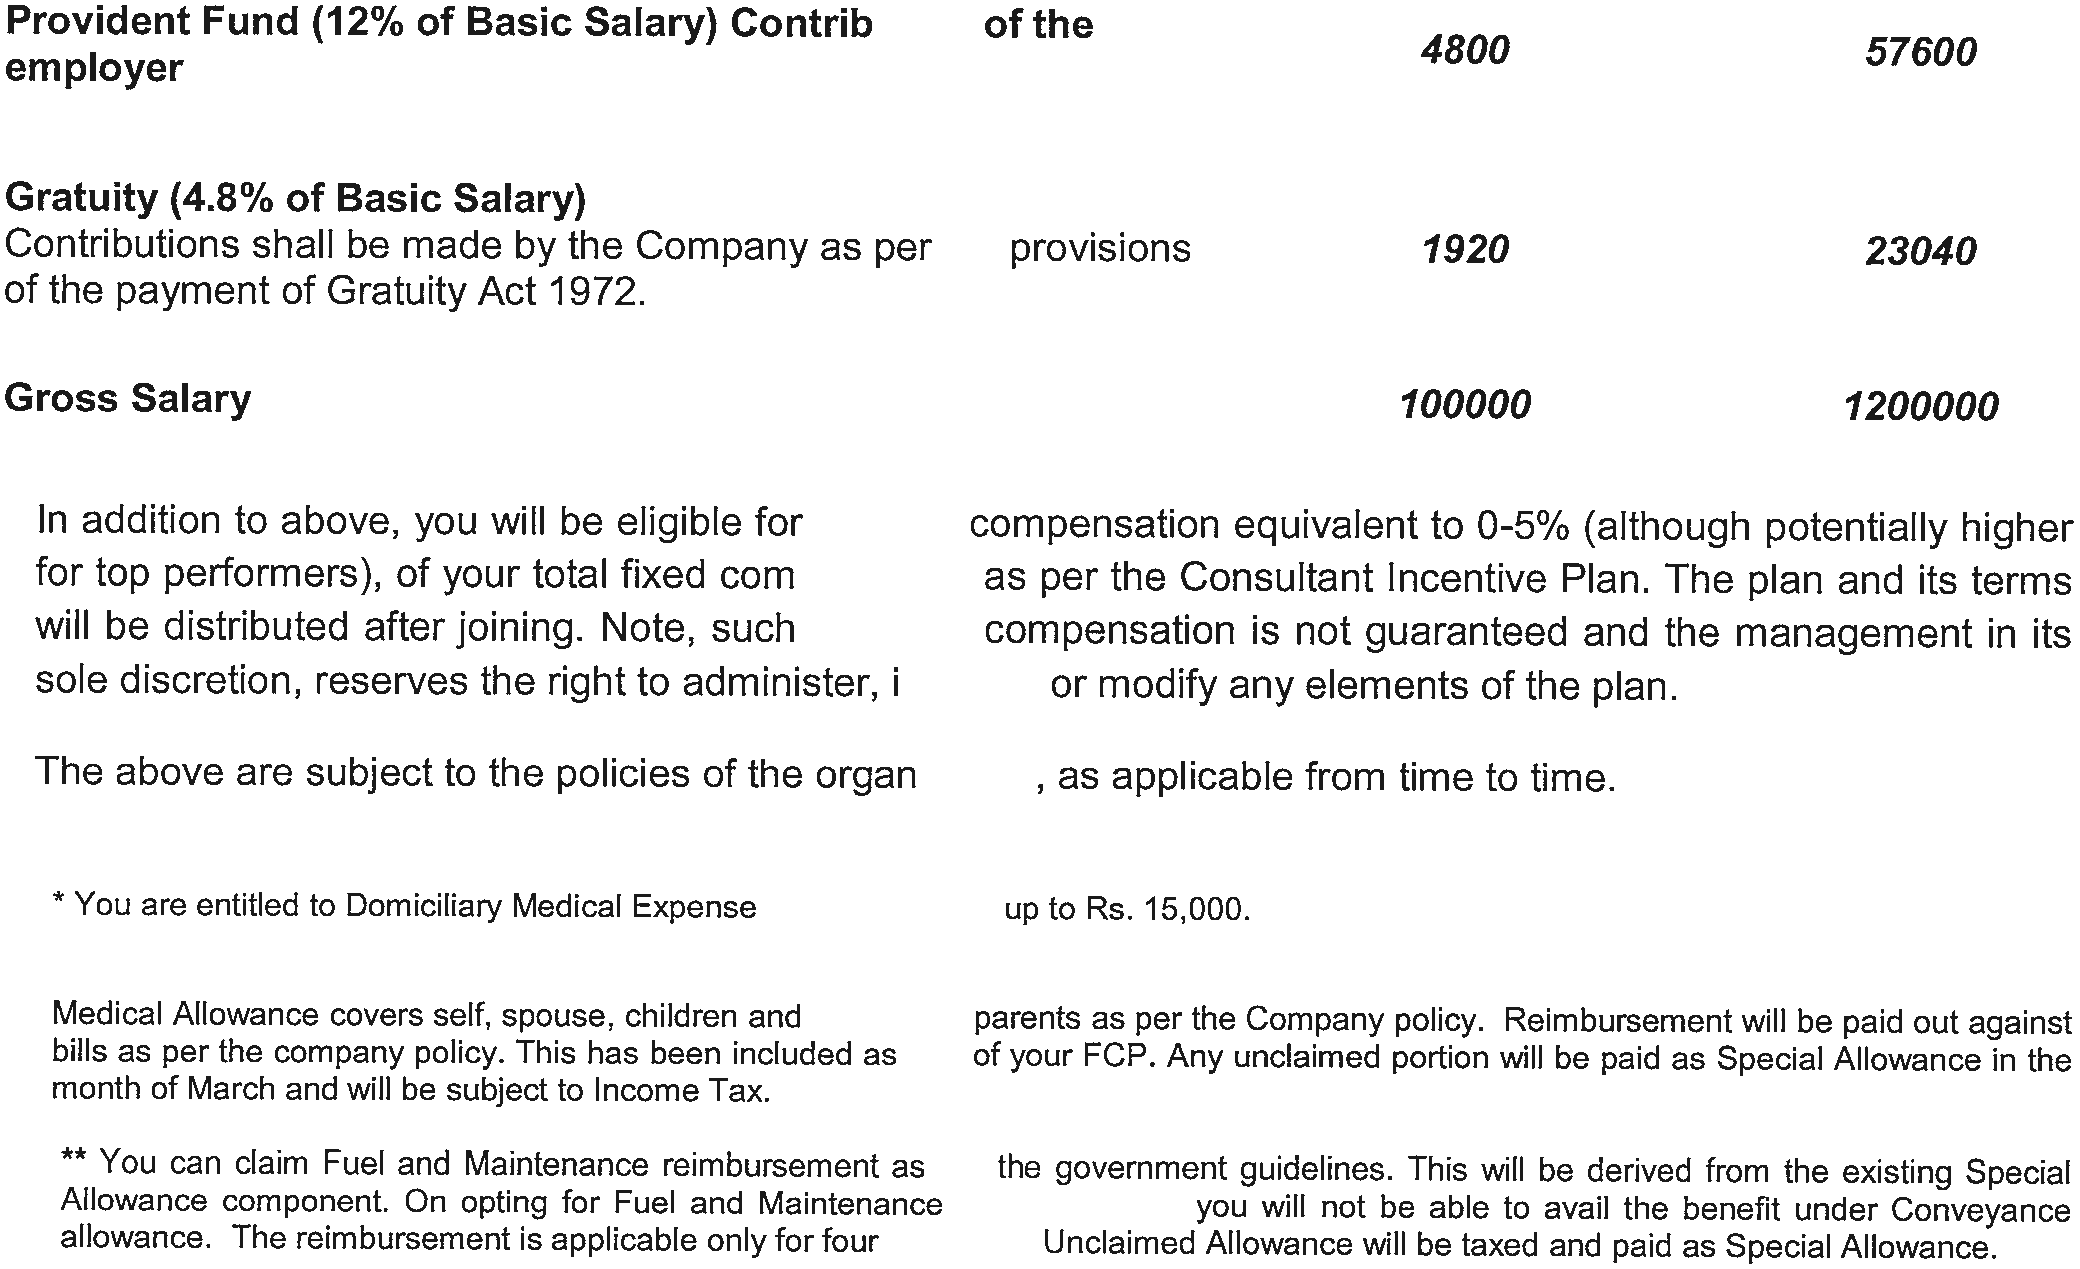 Provident Fund (12% of Basic Salary) Contrib of the
employer 4800 57600
Gratuity (4.8% of Basic Salary)
Contributions shall be made by the Company as per provisions 1920 23040
of the payment of Gratuity Act 1972.
Gross Salary 100000 1200000
In addition to above, you will be eligible for compensation equivalent to 0-5% (although potentially higher
for top performers), of your total fixed com as per the Consultant Incentive Plan. The plan and its terms
will be distributed after joining. Note, such compensation is not guaranteed and the management in its
sole discretion, reserves the right to administer, i or modify any elements of the plan.
The above are subject to the policies of the organ , as applicable from time to time.
* You are entitled to Domiciliary Medical Expense up to Rs. 15,000.
Medical Allowance covers self, spouse, children and parents as per the Company policy. Reimbursement will be paid out against
bills as per the company policy. This has been included as of your FCP. Any unclaimed portion will be paid as Special Allowance in the
month of March and will be subject to Income Tax.
** You can claim Fuel and Maintenance reimbursement as the government guidelines. This will be derived from the existing Special
Allowance component. On opting for Fuel and Maintenance you will not be able to avail the benefit under Conveyance
allowance. The reimbursement is applicable only for four Unclaimed Allowance will be taxed and paid as Special Allowance.